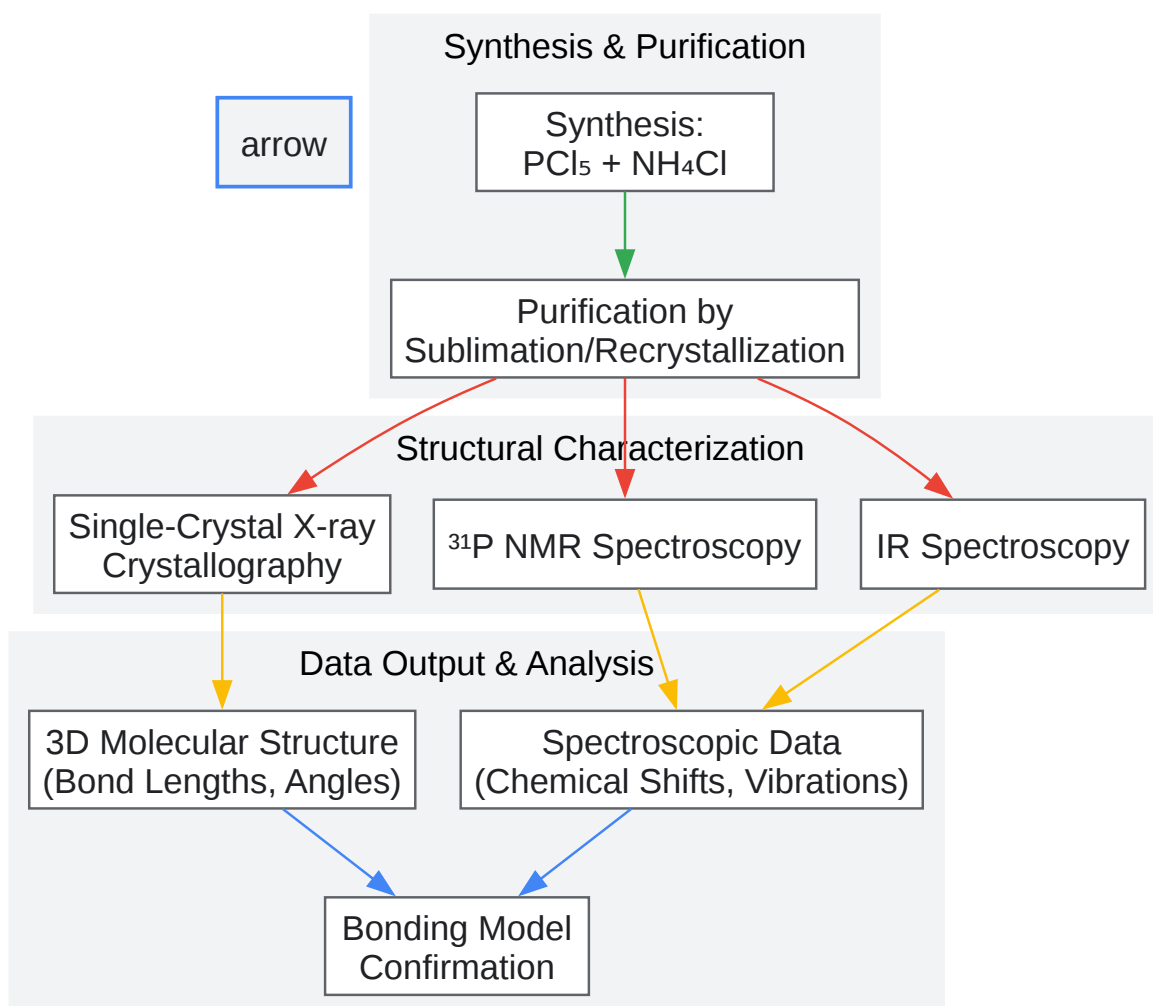 Synthesis & Purification
arrow
Synthesis:
PCl₅ + NH₄Cl
Purification by
Sublimation/Recrystallization
Structural Characterization
Single-Crystal X-ray
Crystallography
³¹P NMR Spectroscopy
IR Spectroscopy
Data Output & Analysis
3D Molecular Structure
(Bond Lengths, Angles)
Spectroscopic Data
(Chemical Shifts, Vibrations)
Bonding Model
Confirmation